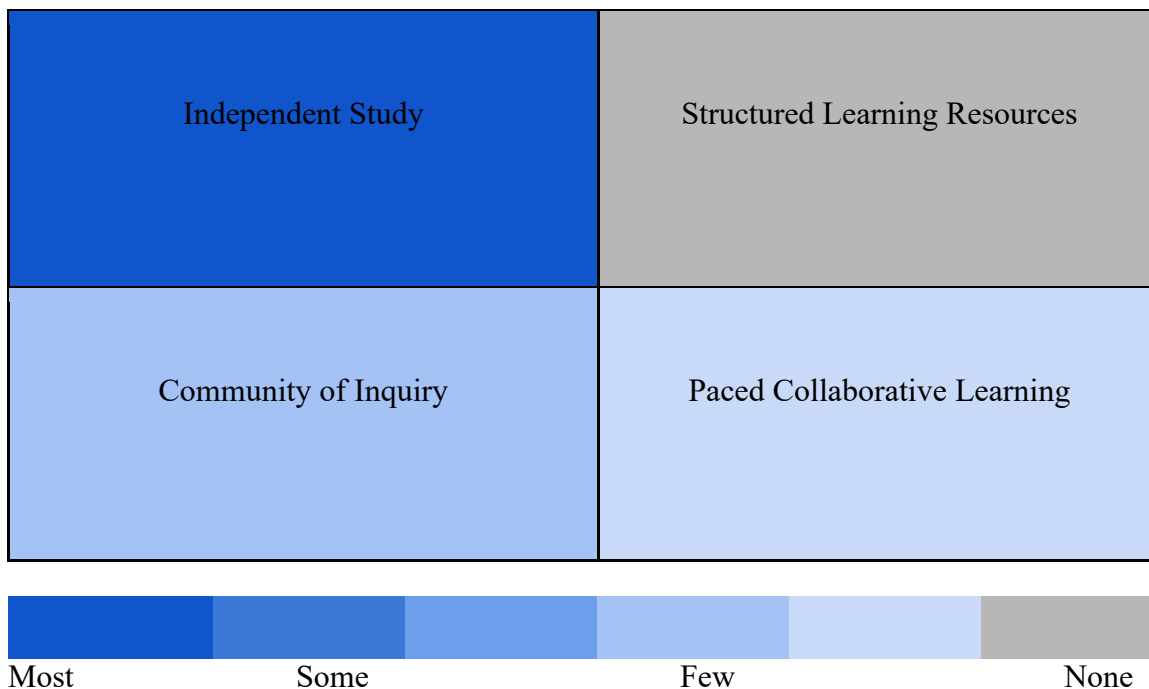 Independent Study
Structured Learning Resources
Community of Inquiry
Paced Collaborative Learning
Most Some Few None